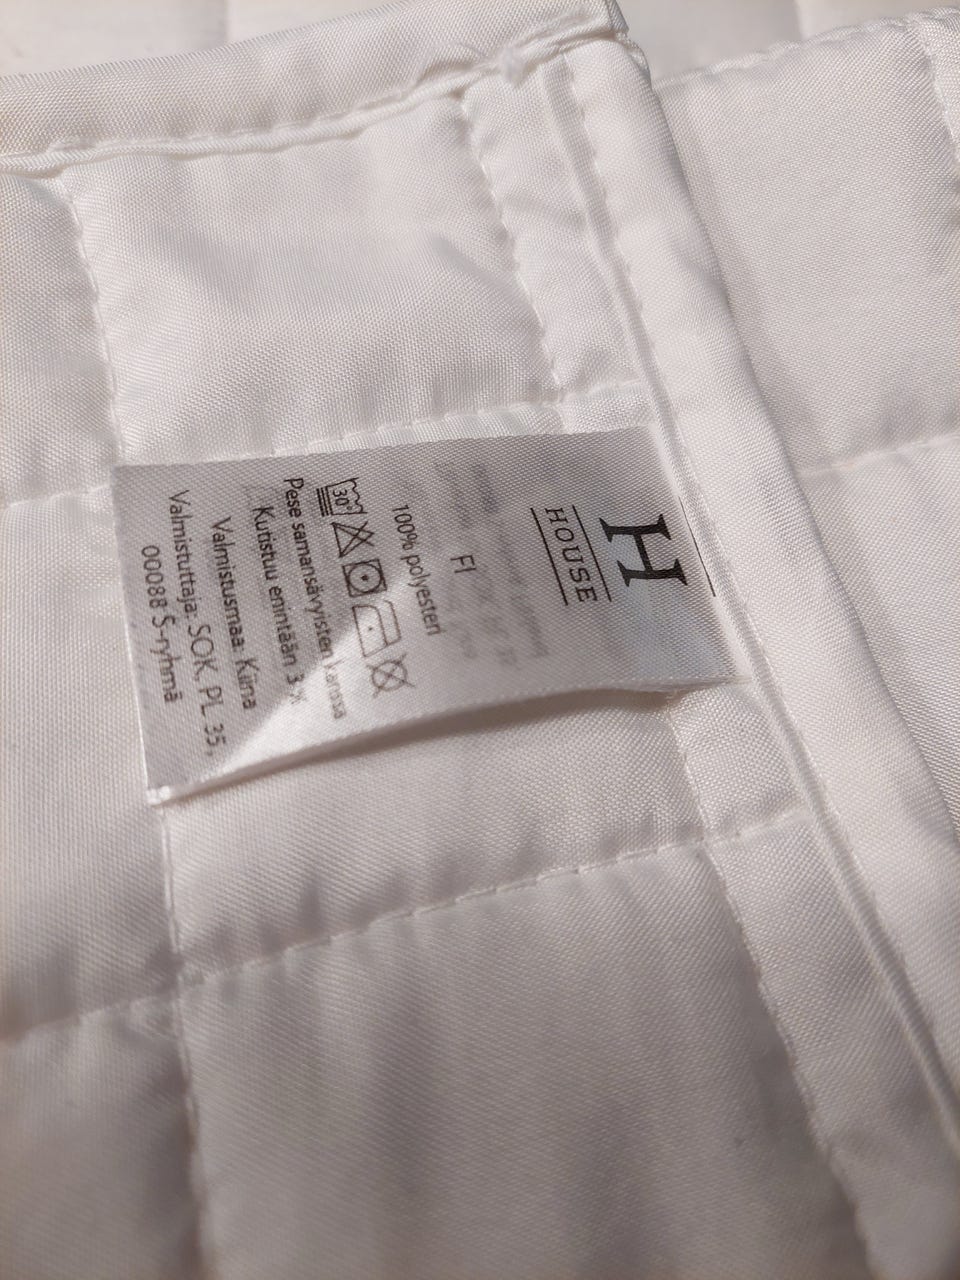 H
HOUSE
FI
100% polyesteri
30°
Pese samansävyisten kanssa
Kutistuu enintään 3 %
Valmistusmaa: Kiina
Valmistuttaja: SOK, PL 35,
00088 S-ryhmä